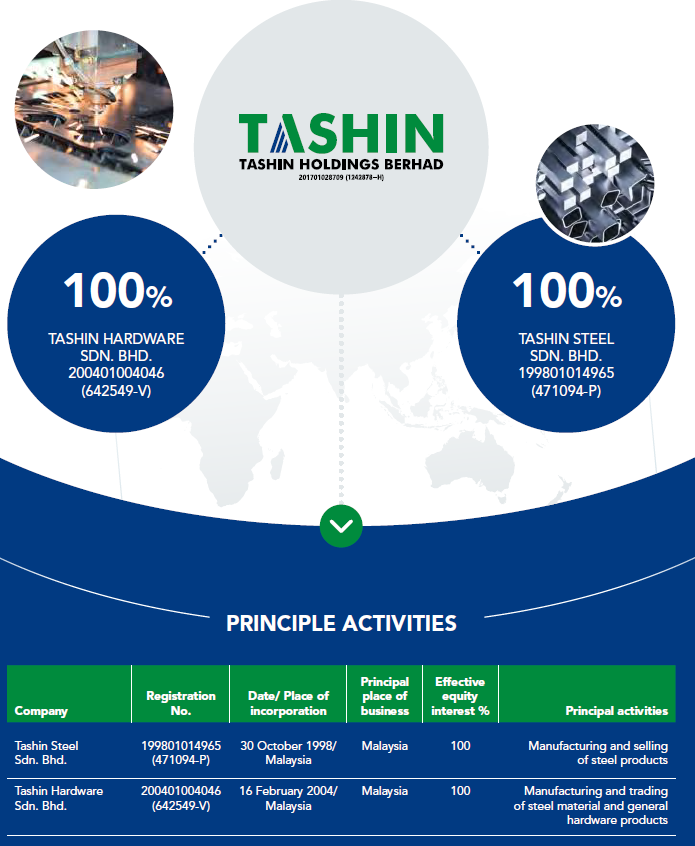 TASHIN
TASHIN HOLDINGS BERHAD
201701028709 (1242878-H)
100%
TASHIN HARDWARE
SDN. BHD.
200401004046
(642549-V)
100%
TASHIN STEEL
SDN. BHD.
199801014965
(471094-P)
PRINCIPLE ACTIVITIES
Company
Registration
No.
Date/ Place of
incorporation
Principal
place of
business
Effective
equity
interest %
Principal activities
Tashin Steel
Sdn. Bhd.
199801014965
(471094-P)
30 October 1998/
Malaysia
Malaysia
100
Manufacturing and selling
of steel products
Tashin Hardware
Sdn. Bhd.
200401004046
(642549-V)
16 February 2004/
Malaysia
Malaysia
100
Manufacturing and trading
of steel material and general
hardware products